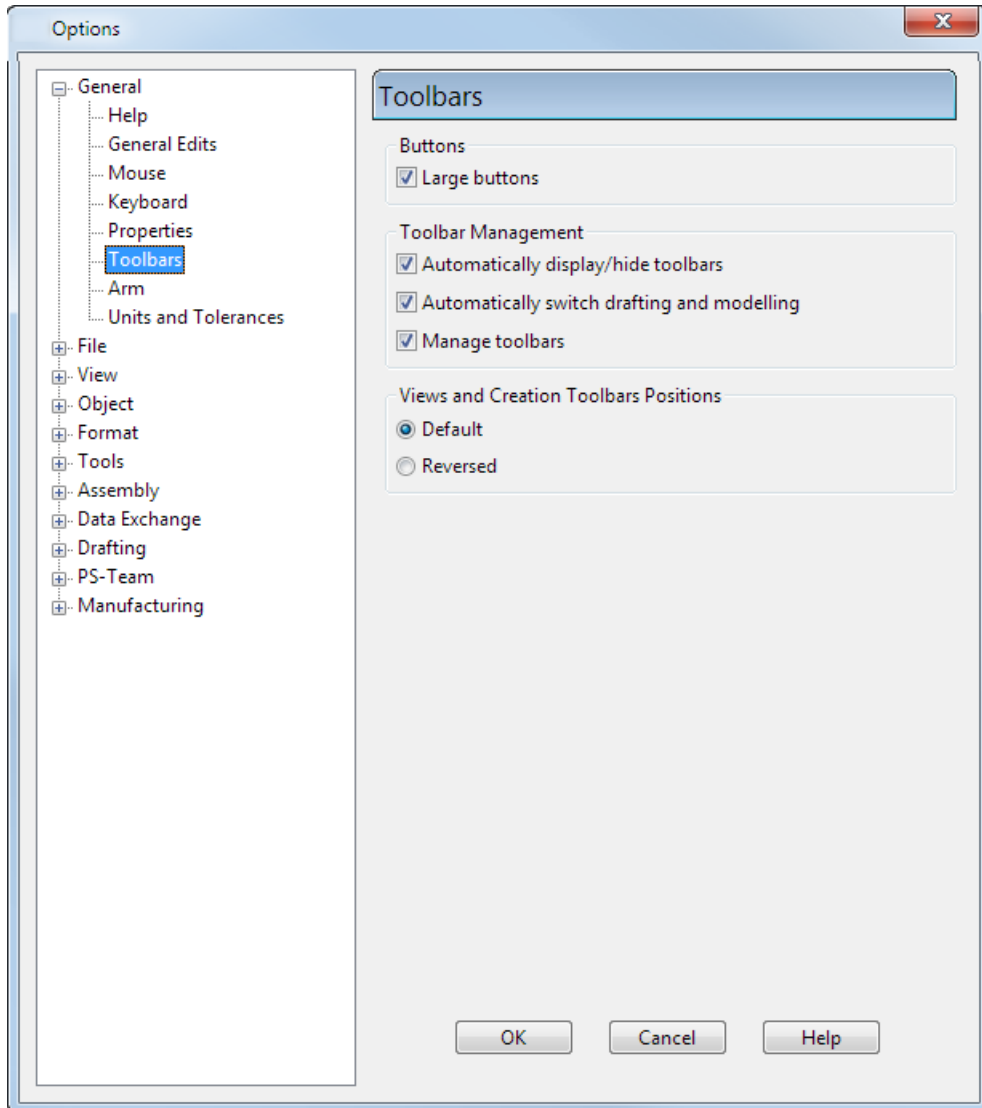 Options
General
Help
General Edits
Mouse
Keyboard
Properties
Toolbars
Arm
Units and Tolerances
File
View
Object
Format
Tools
Assembly
Data Exchange
Drafting
PS-Team
Manufacturing
Toolbars
Buttons
Large buttons
Toolbar Management
Automatically display/hide toolbars
Automatically switch drafting and modelling
Manage toolbars
Views and Creation Toolbars Positions
Default
Reversed
OK Cancel Help